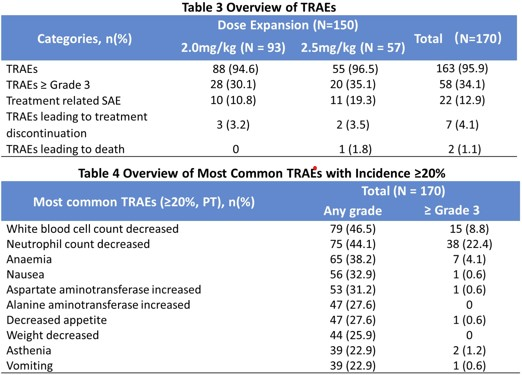 Table 3 Overview of TRAEs
Categories, n(%) Dose Expansion (N=150) Total (N=170)
2.0mg/kg (N = 93) 2.5mg/kg (N = 57)
TRAEs 88 (94.6) 55 (96.5) 163 (95.9)
TRAEs ≥ Grade 3 28 (30.1) 20 (35.1) 58 (34.1)
Treatment related SAE 10 (10.8) 11 (19.3) 22 (12.9)
TRAEs leading to treatment
discontinuation 3 (3.2) 2 (3.5) 7 (4.1)
TRAEs leading to death 0 1 (1.8) 2 (1.1)
Table 4 Overview of Most Common TRAEs with Incidence ≥20%
Most common TRAEs (≥20%, PT), n(%) Total (N = 170)
Any grade ≥ Grade 3
White blood cell count decreased 79 (46.5) 15 (8.8)
Neutrophil count decreased 75 (44.1) 38 (22.4)
Anaemia 65 (38.2) 7 (4.1)
Nausea 56 (32.9) 1 (0.6)
Aspartate aminotransferase increased 53 (31.2) 1 (0.6)
Alanine aminotransferase increased 47 (27.6) 0
Decreased appetite 47 (27.6) 1 (0.6)
Weight decreased 44 (25.9) 0
Asthenia 39 (22.9) 2 (1.2)
Vomiting 39 (22.9) 1 (0.6)